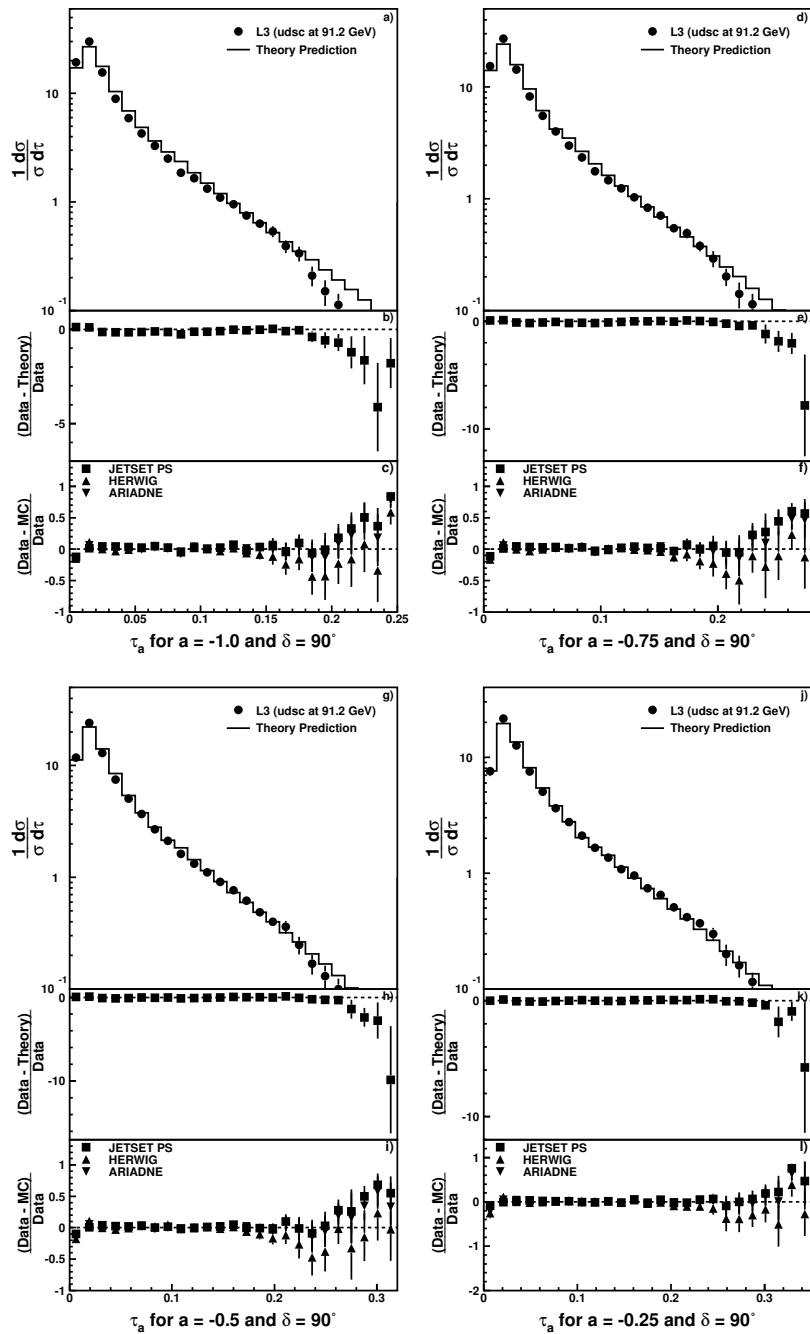 a)
L3 (udsc at 91.2 GeV)
Theory Prediction
10
1
10 -1
1 dσ
σ dτ
b)
0
-5
(Data - Theory)
Data
c)
JETSET PS
HERWIG
ARIADNE
1
0.5
0
-0.5
-1
(Data - MC)
Data
0 0.05 0.1 0.15 0.2 0.25
τa for a = -1.0 and δ = 90°
d)
L3 (udsc at 91.2 GeV)
Theory Prediction
10
1
10 -1
1 dσ
σ dτ
e)
0
-10
(Data - Theory)
Data
f)
JETSET PS
HERWIG
ARIADNE
1
0.5
0
-0.5
-1
(Data - MC)
Data
0 0.1 0.2
τa for a = -0.75 and δ = 90°
g)
L3 (udsc at 91.2 GeV)
Theory Prediction
10
1
10 -1
1 dσ
σ dτ
h)
0
-10
(Data - Theory)
Data
i)
JETSET PS
HERWIG
ARIADNE
1
0.5
0
-0.5
-1
(Data - MC)
Data
0 0.1 0.2 0.3
τa for a = -0.5 and δ = 90°
j)
L3 (udsc at 91.2 GeV)
Theory Prediction
10
1
10 -1
1 dσ
σ dτ
k)
0
-10
(Data - Theory)
Data
l)
JETSET PS
HERWIG
ARIADNE
1
0
-1
-2
(Data - MC)
Data
0 0.1 0.2 0.3
τa for a = -0.25 and δ = 90°